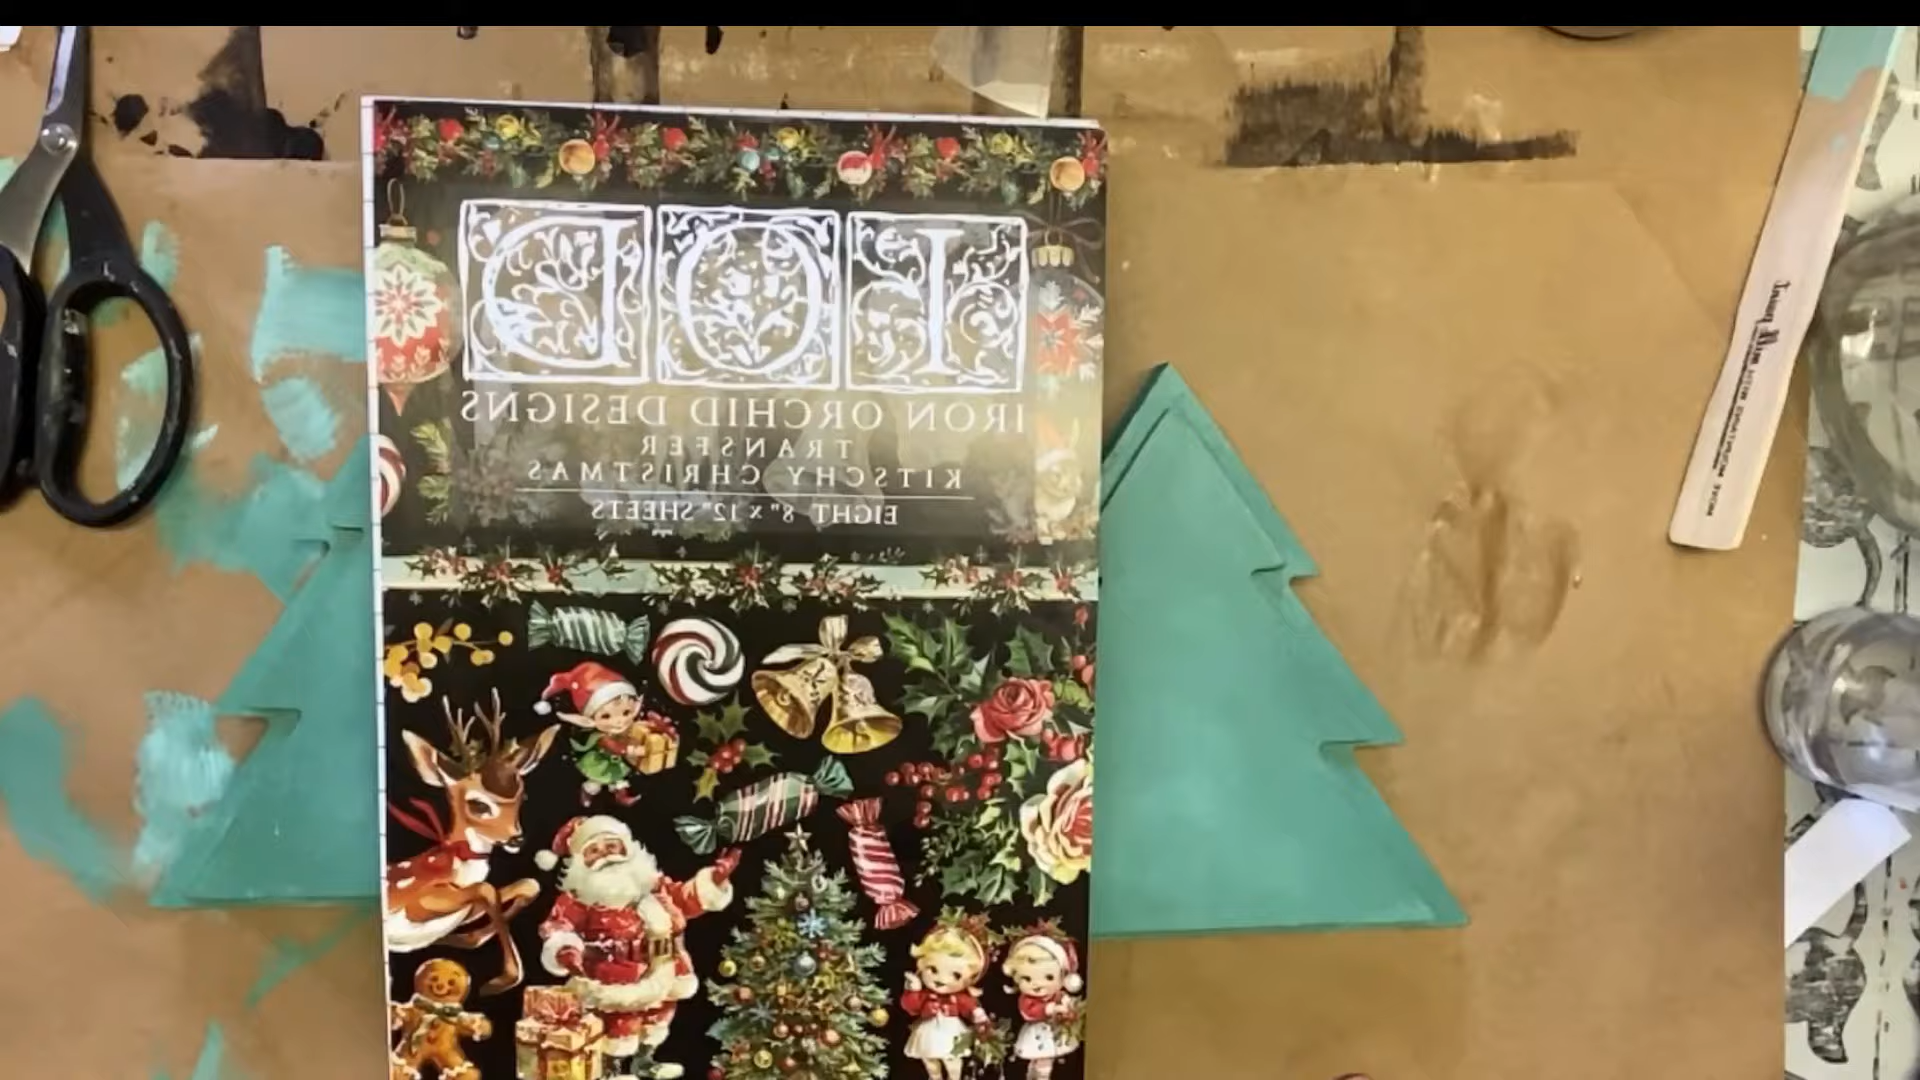 IOD
IRON ORCHID DESIGNS
TRANSFER
KITSCHY CHRISTMAS
EIGHT 8" x 12" SHEETS